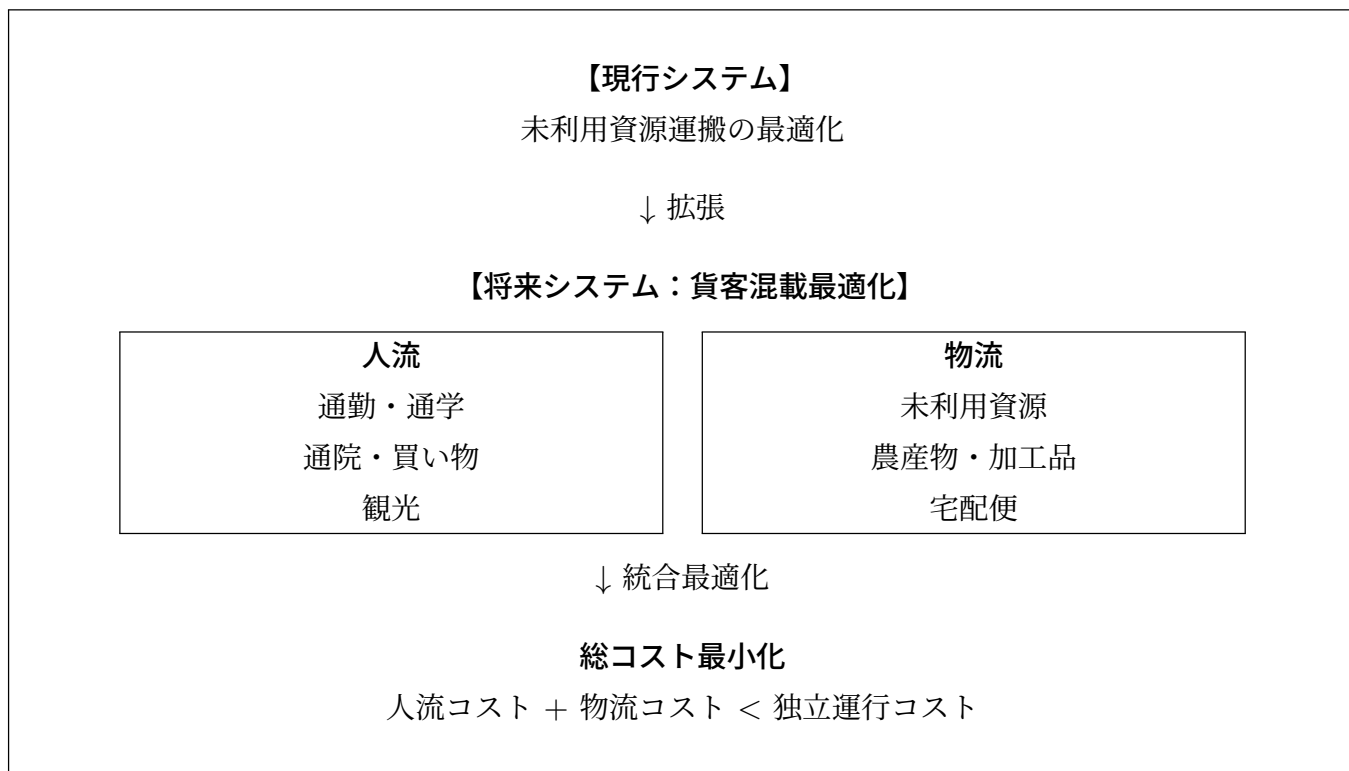 【現行システム】
未利用資源運搬の最適化
↓ 拡張
【将来システム：貨客混載最適化】
人流
通勤・通学
通院・買い物
観光
物流
未利用資源
農産物・加工品
宅配便
↓ 統合最適化
総コスト最小化
人流コスト + 物流コスト < 独立運行コスト